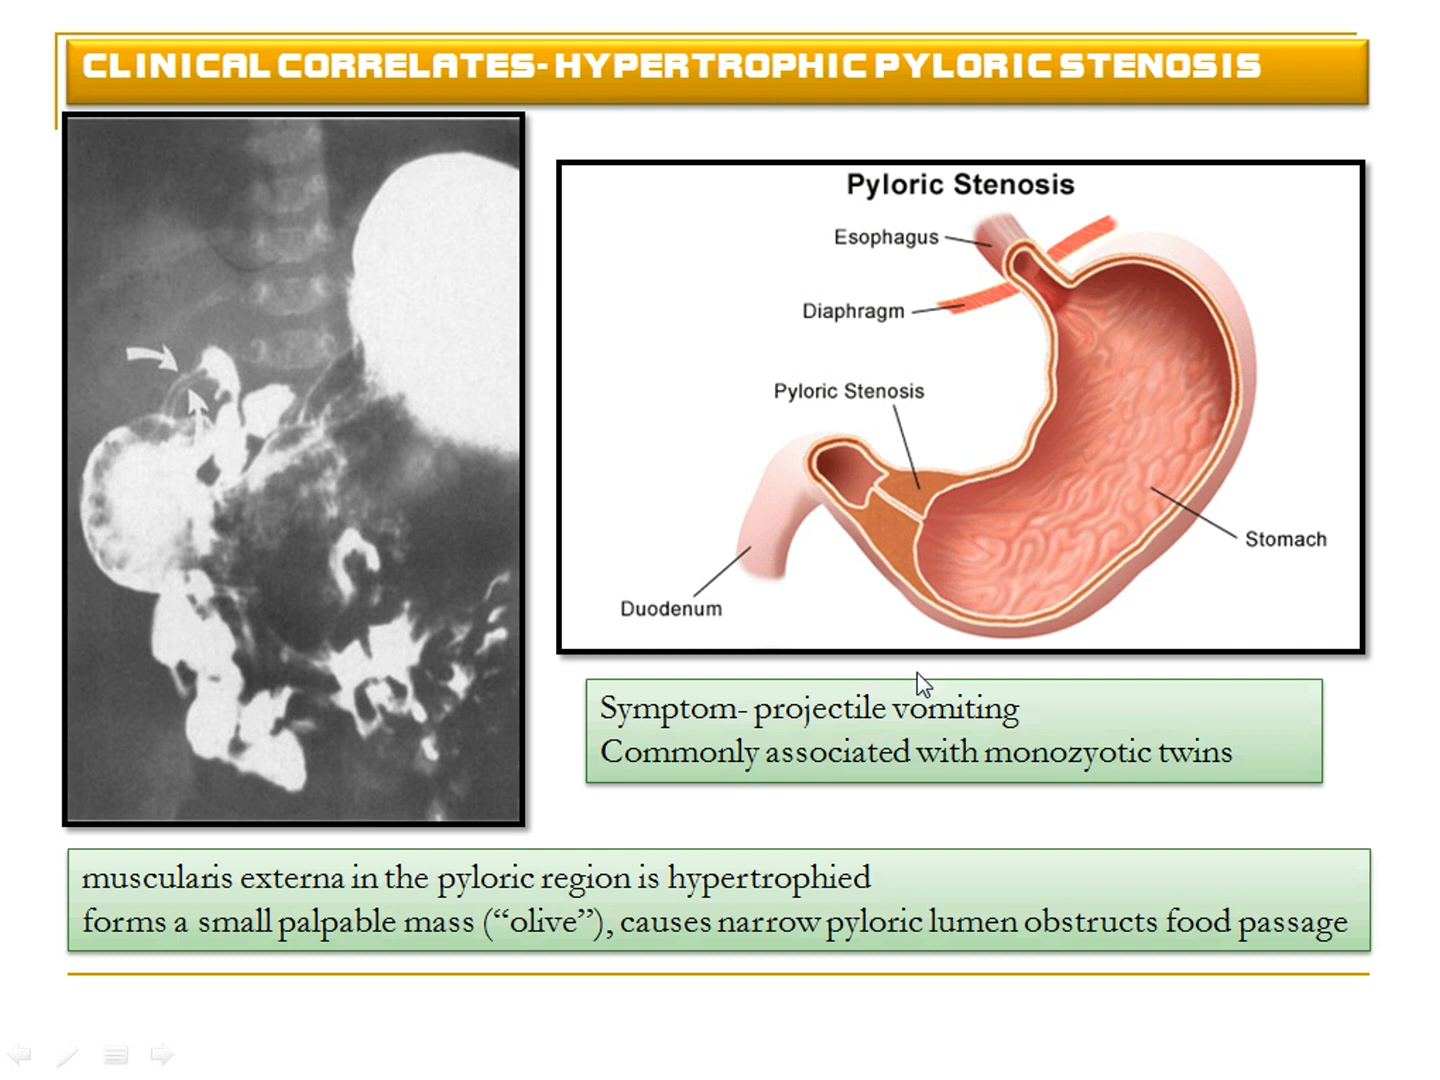 CLINICAL CORRELATES- HYPERTROPHIC PYLORIC STENOSIS
Pyloric Stenosis
Esophagus
Diaphragm
Pyloric Stenosis
Stomach
Duodenum
Symptom- projectile vomiting
Commonly associated with monozyotic twins
muscularis externa in the pyloric region is hypertrophied
forms a small palpable mass (“olive”), causes narrow pyloric lumen obstructs food passage